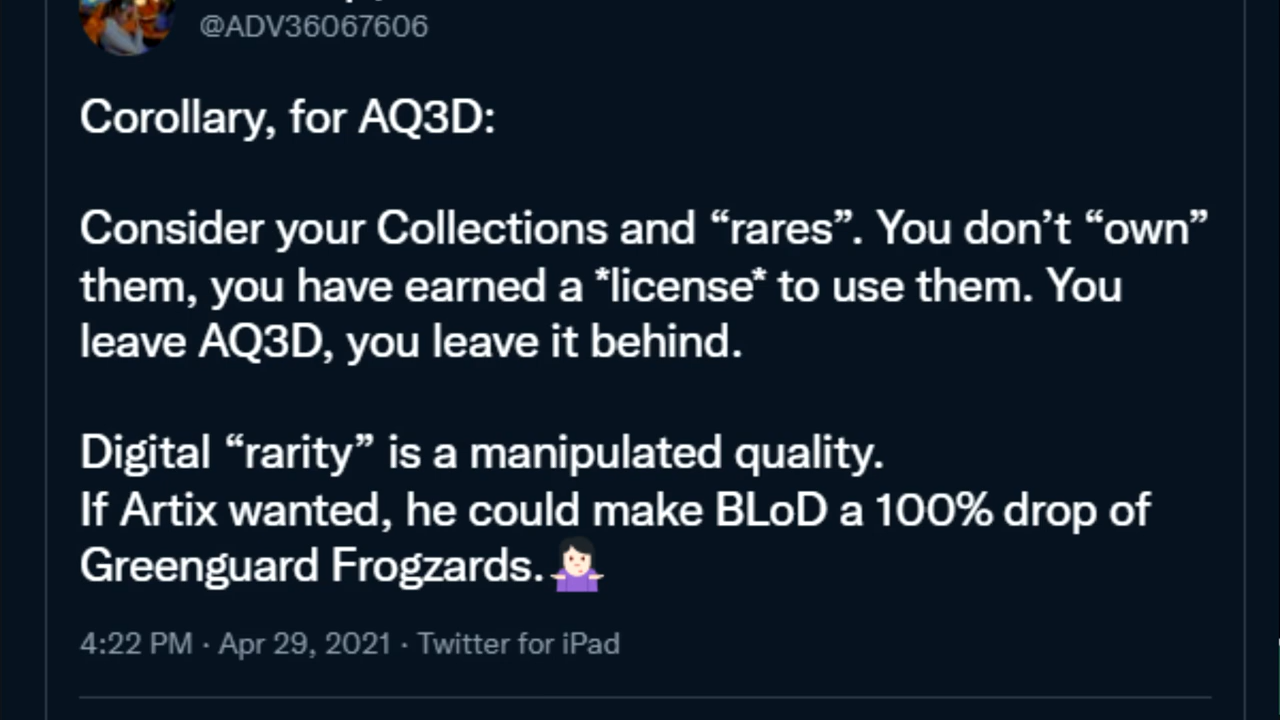 @ADV36067606
Corollary, for AQ3D:
Consider your Collections and “rares”. You don’t “own”
them, you have earned a *license* to use them. You
leave AQ3D, you leave it behind.
Digital “rarity” is a manipulated quality.
If Artix wanted, he could make BLoD a 100% drop of
Greenguard Frogzards.🤷🏻‍♀️
4:22 PM · Apr 29, 2021 · Twitter for iPad